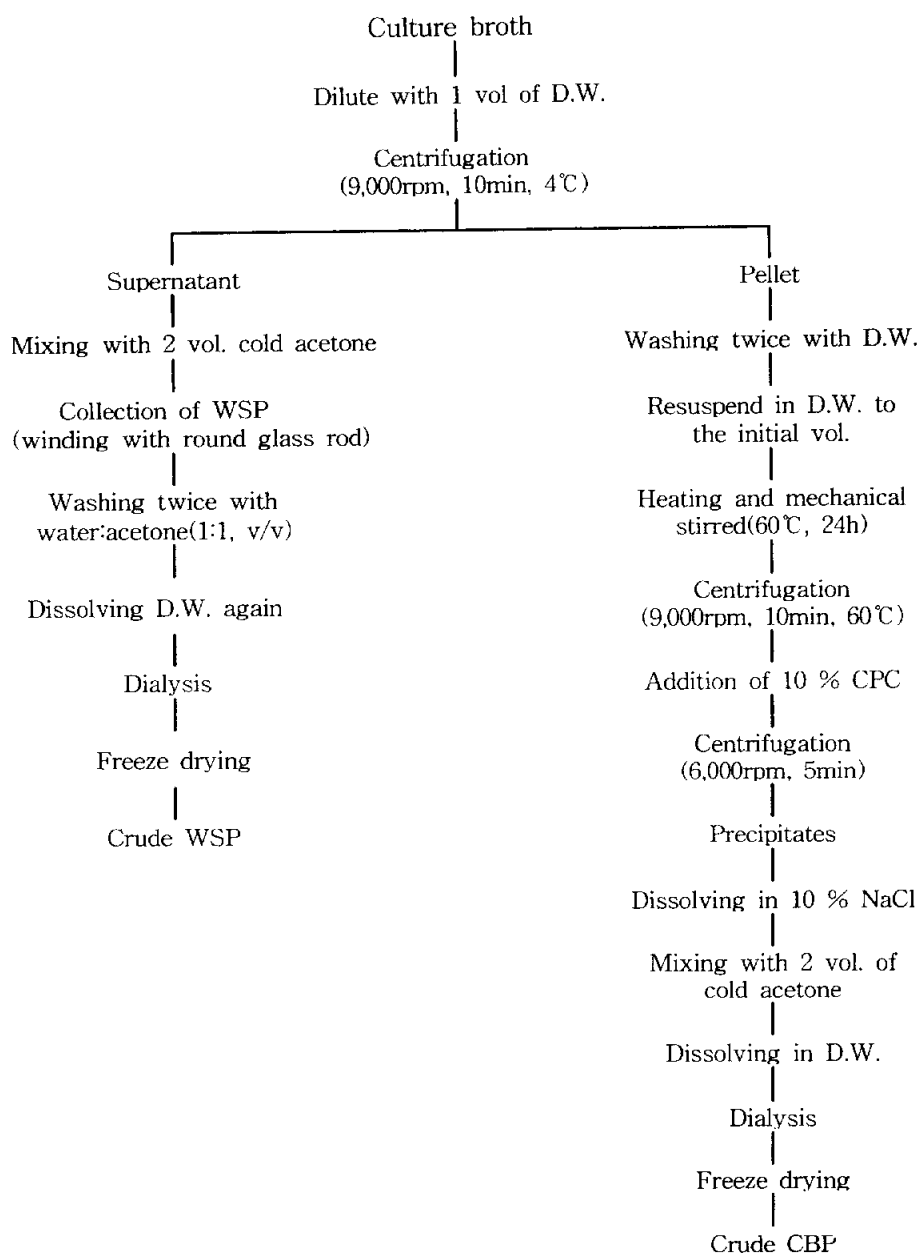 Culture broth
Dilute with 1 vol of D.W.
Centrifugation
(9,000rpm, 10min, 4℃)
Supernatant
Mixing with 2 vol. cold acetone
Collection of WSP
(winding with round glass rod)
Washing twice with
water:acetone(1:1, v/v)
Dissolving D.W. again
Dialysis
Freeze drying
Crude WSP
Pellet
Washing twice with D.W.
Resuspend in D.W. to
the initial vol.
Heating and mechanical
stirred(60℃, 24h)
Centrifugation
(9,000rpm, 10min, 60℃)
Addition of 10 % CPC
Centrifugation
(6,000rpm, 5min)
Precipitates
Dissolving in 10 % NaCl
Mixing with 2 vol. of
cold acetone
Dissolving in D.W.
Dialysis
Freeze drying
Crude CBP